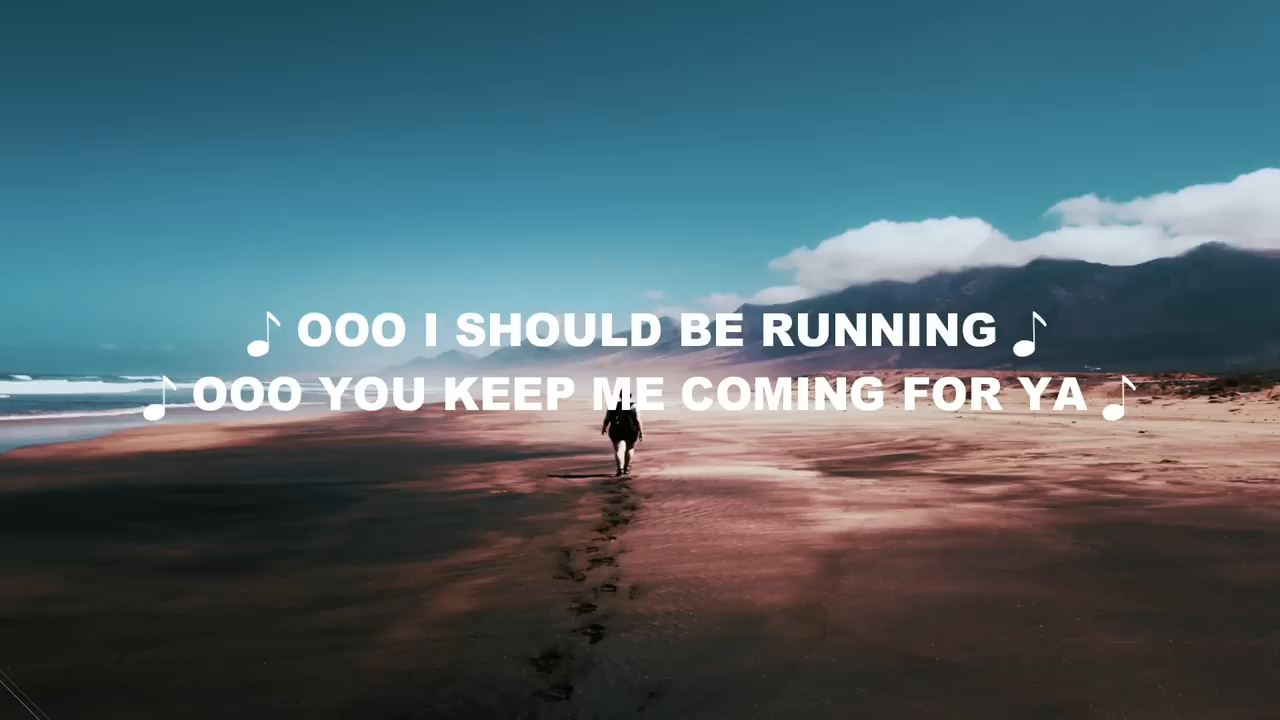 ♪ OOO I SHOULD BE RUNNING ♪
♪ OOO YOU KEEP ME COMING FOR YA ♪